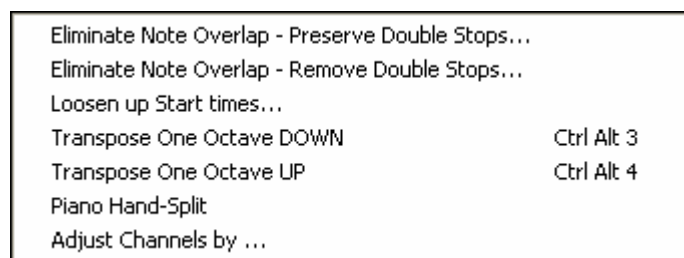 Eliminate Note Overlap - Preserve Double Stops...
Eliminate Note Overlap - Remove Double Stops...
Loosen up Start times...
Transpose One Octave DOWN Ctrl Alt 3
Transpose One Octave UP Ctrl Alt 4
Piano Hand-Split
Adjust Channels by ...